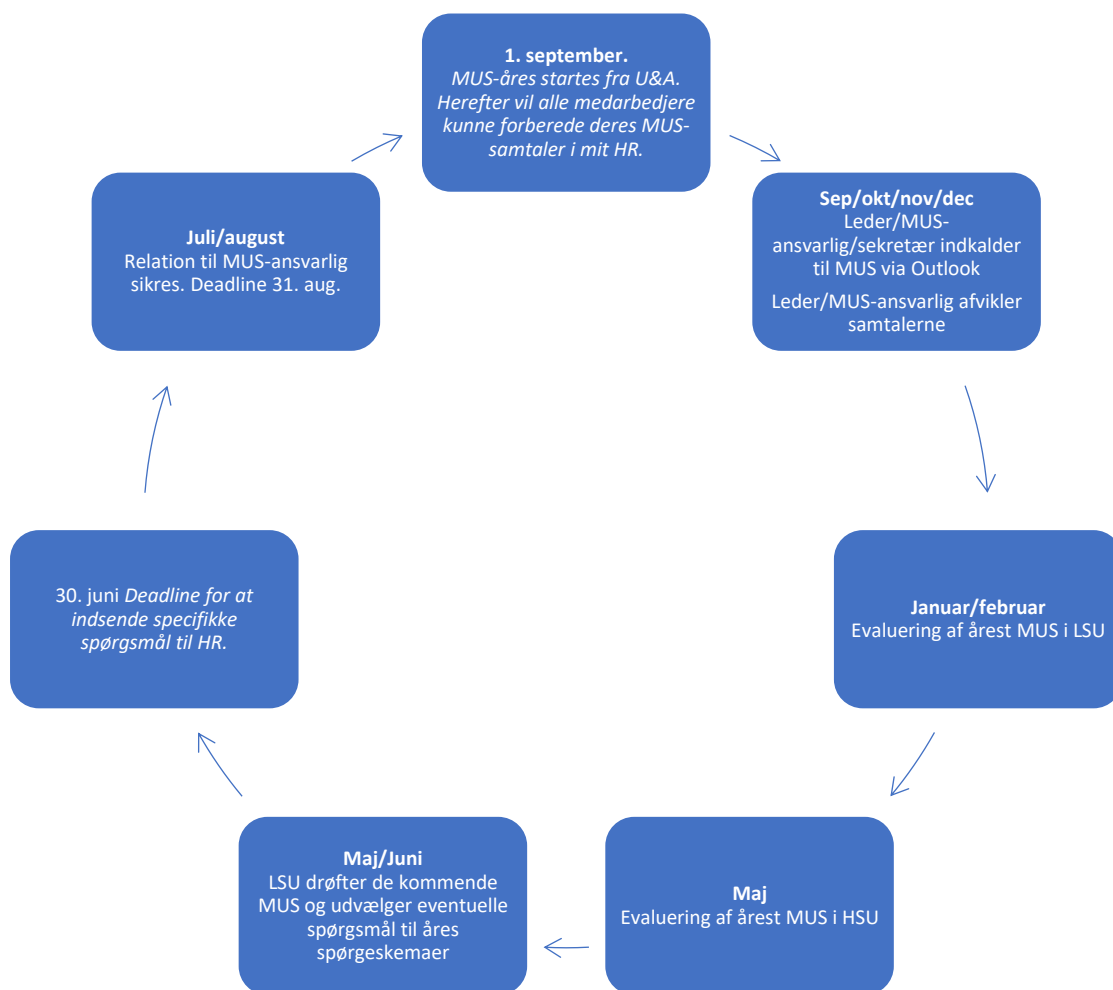 1. september.
MUS-åres startes fra U&A.
Herefter vil alle medarbedjere
kunne forberede deres MUS-
samtaler i mit HR.
Sep/okt/nov/dec
Leder/MUS-
ansvarlig/sekretær indkalder
til MUS via Outlook
Leder/MUS-ansvarlig afvikler
samtalerne
Januar/februar
Evaluering af årest MUS i LSU
Maj
Evaluering af årest MUS i HSU
Maj/Juni
LSU drøfter de kommende
MUS og udvælger eventuelle
spørgsmål til åres
spørgeskemaer
30. juni Deadline for at
indsende specifikke
spørgsmål til HR.
Juli/august
Relation til MUS-ansvarlig
sikres. Deadline 31. aug.